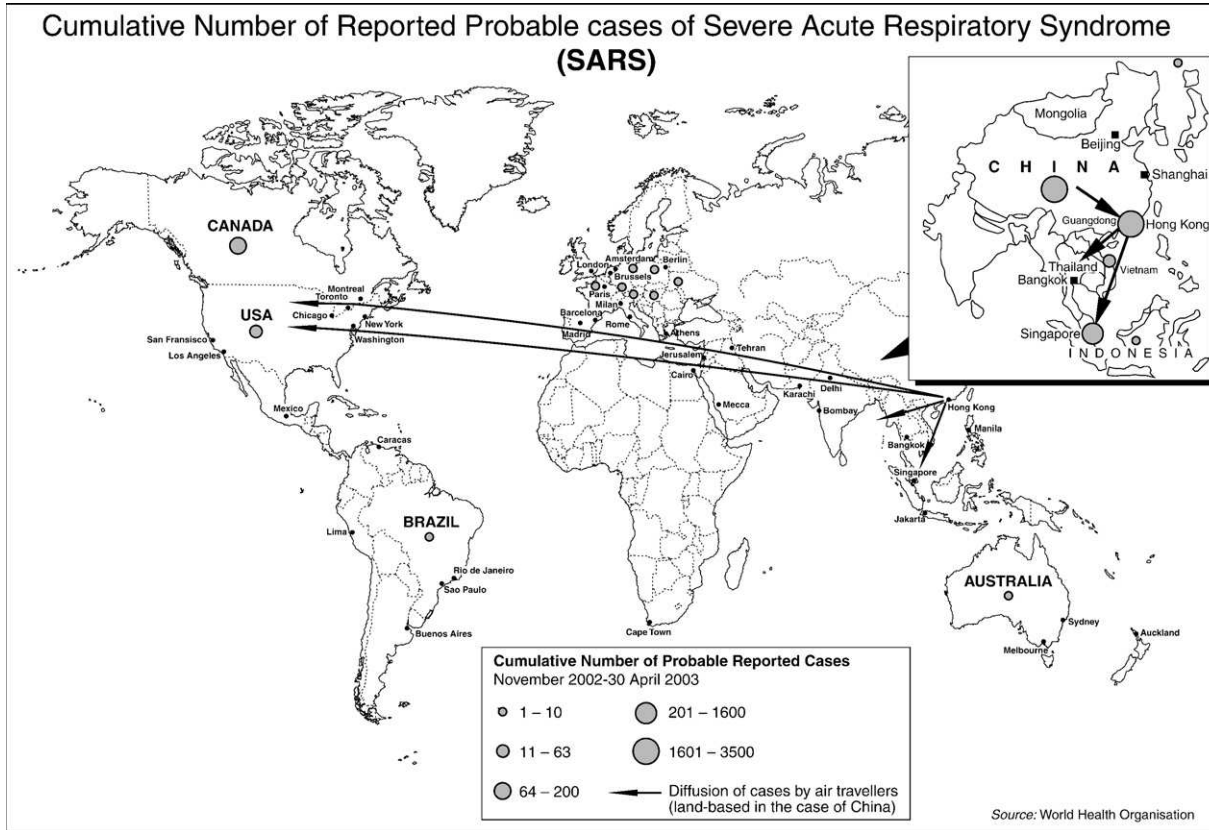 Cumulative Number of Reported Probable cases of Severe Acute Respiratory Syndrome
(SARS)
Mongolia
Beijing
C H I N A
Shanghai
Guangdong
Hong Kong
Thailand
Vietnam
Bangkok
Singapore
I N D O N E S I A
CANADA
Montreal
Toronto
Chicago
USA
New York
Washington
San Fransisco
Los Angeles
Mexico
Caracas
BRAZIL
Lima
Rio de Janeiro
Sao Paulo
Buenos Aires
Amsterdam
London
Berlin
Brussels
Paris
Milan
Barcelona
Rome
Madrid
Athens
Jerusalem
Tehran
Cairo
Karachi
Delhi
Mecca
Bombay
Hong Kong
Manila
Bangkok
Singapore
Jakarta
AUSTRALIA
Sydney
Melbourne
Auckland
Cape Town
Cumulative Number of Probable Reported Cases
November 2002-30 April 2003
1 – 10
201 – 1600
11 – 63
1601 – 3500
64 – 200
Diffusion of cases by air travellers
(land-based in the case of China)
Source: World Health Organisation